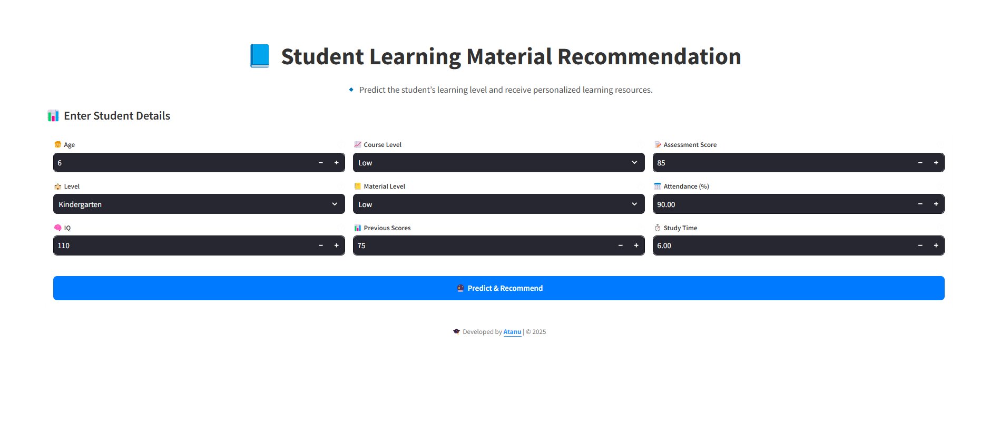 Student Learning Material Recommendation
Predict the student’s learning level and receive personalized learning resources.
Enter Student Details
Age
6
Course Level
Low
Assessment Score
85
Level
Kindergarten
Material Level
Low
Attendance (%)
90.00
IQ
110
Previous Scores
75
Study Time
6.00
Predict & Recommend
Developed by Atanu | © 2025